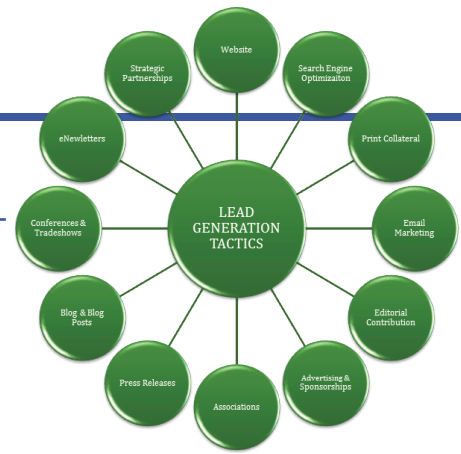 Website
Search Engine
Optimizaiton
Print Collateral
Email
Marketing
Editorial
Contribution
Advertising &
Sponsorships
Associations
Press Releases
Blog & Blog
Posts
Conferences &
Tradeshows
eNewletters
Strategic
Partnerships
LEAD
GENERATION
TACTICS